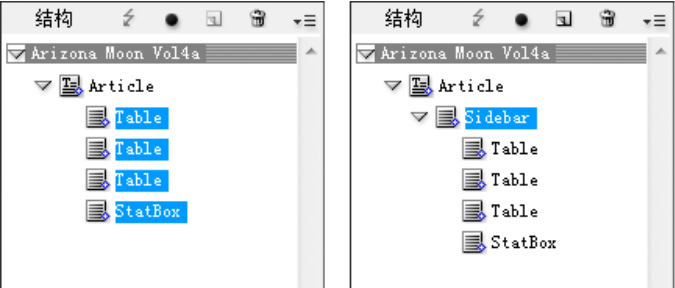 结构
Arizona Moon Vol4a
Article
Table
Table
Table
StatBox
结构
Arizona Moon Vol4a
Article
Sidebar
Table
Table
Table
StatBox